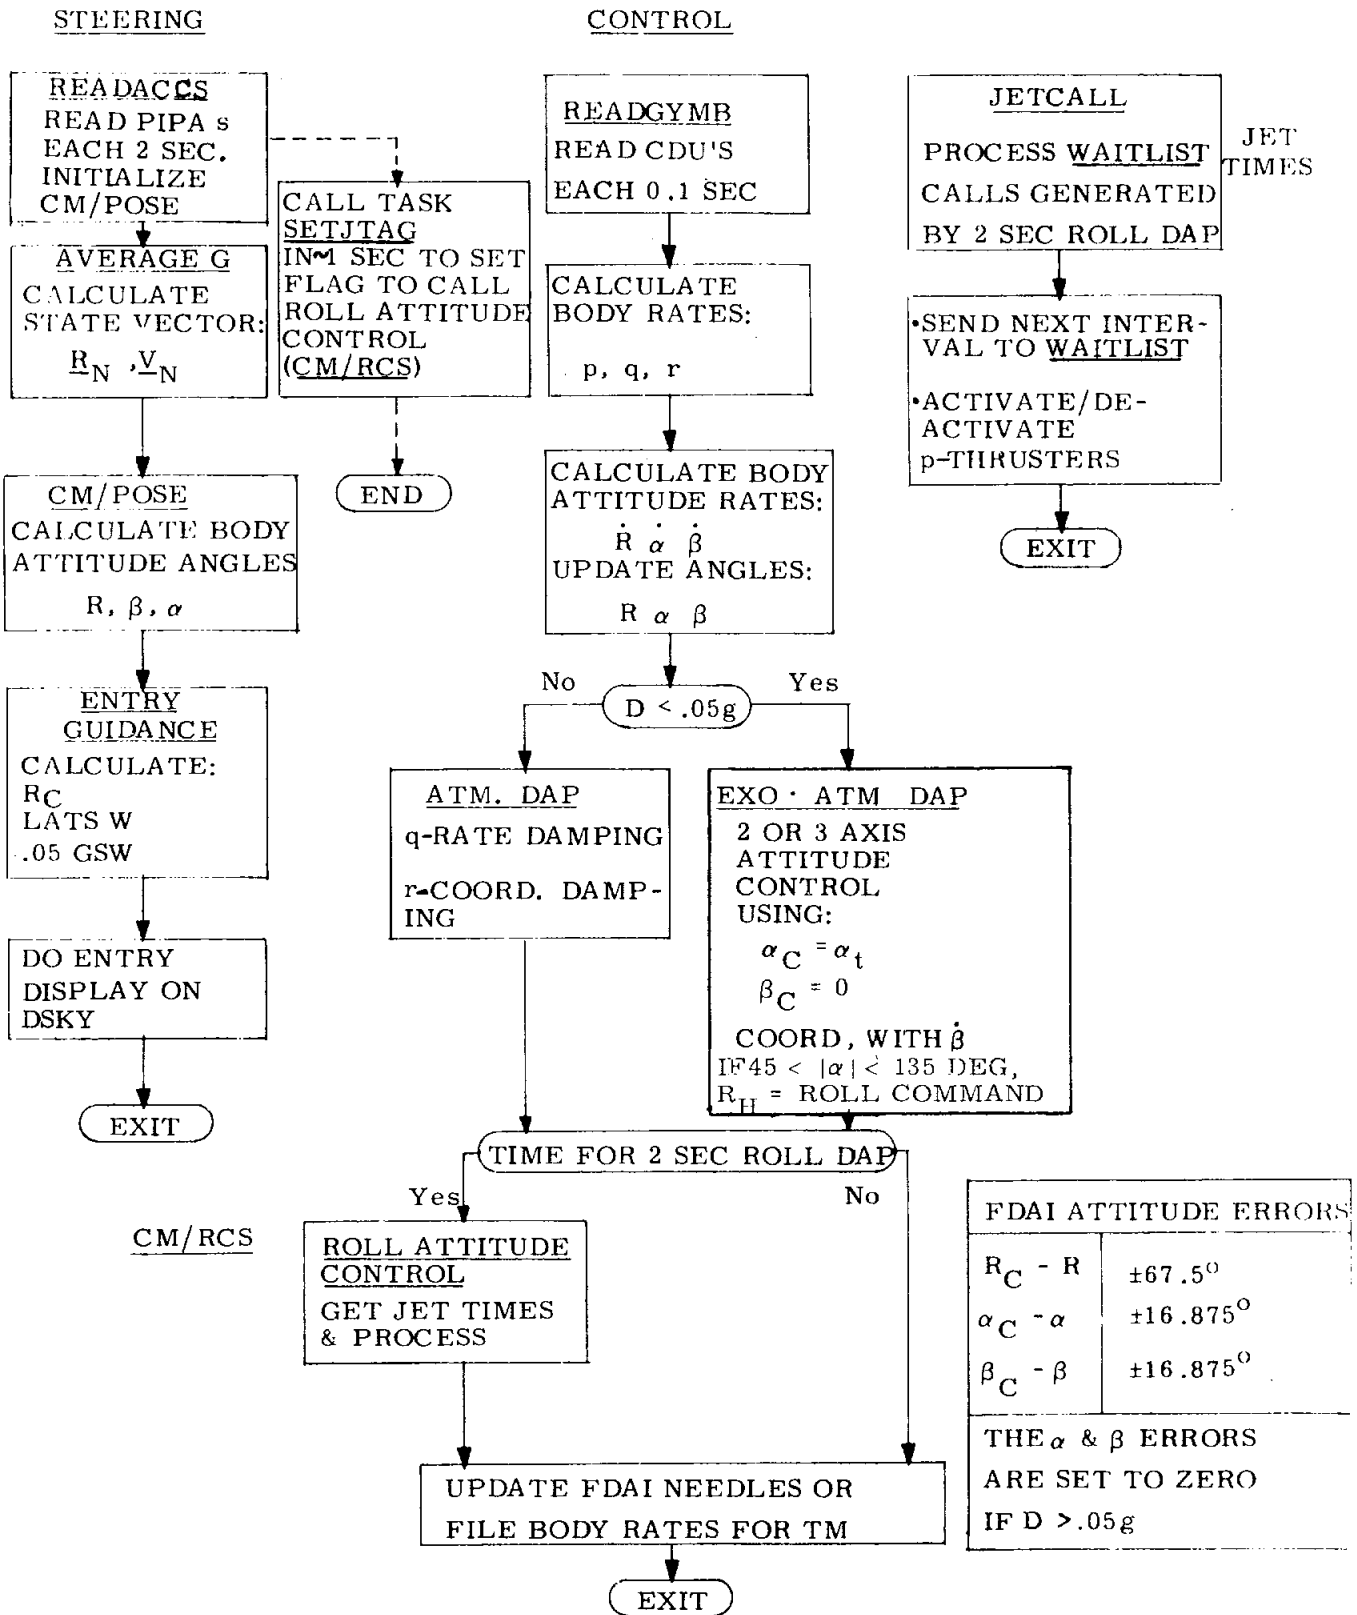 STEERING
READACCS
READ PIPA s
EACH 2 SEC.
INITIALIZE
CM/POSE
AVERAGE G
CALCULATE
STATE VECTOR:
R_N , V_N
CALL TASK
SETJTAG
IN~1 SEC TO SET
FLAG TO CALL
ROLL ATTITUDE
CONTROL
(CM/RCS)
END
CM/POSE
CALCULATE BODY
ATTITUDE ANGLES
R, β, α
ENTRY
GUIDANCE
CALCULATE:
R_C
LATS W
.05 GSW
DO ENTRY
DISPLAY ON
DSKY
EXIT
CONTROL
READGYMB
READ CDU'S
EACH 0.1 SEC
CALCULATE
BODY RATES:
p, q, r
CALCULATE BODY
ATTITUDE RATES:
Ṙ α̇ β̇
UPDATE ANGLES:
R α β
No
Yes
D < .05g
ATM. DAP
q-RATE DAMPING
r-COORD. DAMP-
ING
EXO · ATM DAP
2 OR 3 AXIS
ATTITUDE
CONTROL
USING:
α_C = α_t
β_C = 0
COORD, WITH β̇
IF45 < |α| < 135 DEG,
R_H = ROLL COMMAND
TIME FOR 2 SEC ROLL DAP
Yes
No
CM/RCS
ROLL ATTITUDE
CONTROL
GET JET TIMES
& PROCESS
UPDATE FDAI NEEDLES OR
FILE BODY RATES FOR TM
EXIT
JETCALL
PROCESS WAITLIST
CALLS GENERATED
BY 2 SEC ROLL DAP
JET
TIMES
•SEND NEXT INTER-
VAL TO WAITLIST
•ACTIVATE/DE-
ACTIVATE
p-THRUSTERS
EXIT
FDAI ATTITUDE ERRORS
R_C - R ±67.5°
α_C - α ±16.875°
β_C - β ±16.875°
THE α & β ERRORS
ARE SET TO ZERO
IF D >.05g